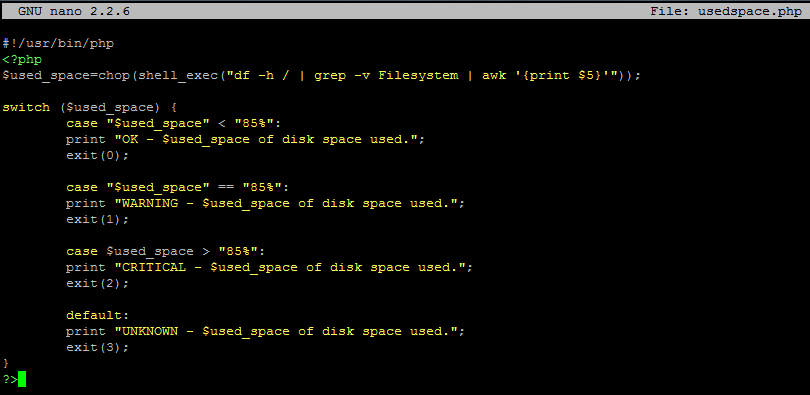 GNU nano 2.2.6 File: usedspace.php
#!/usr/bin/php
<?php
$used_space=chop(shell_exec("df -h / | grep -v Filesystem | awk '{print $5}'"));
switch ($used_space) {
case "$used_space" < "85%":
print "OK - $used_space of disk space used.";
exit(0);
case "$used_space" == "85%":
print "WARNING - $used_space of disk space used.";
exit(1);
case $used_space > "85%":
print "CRITICAL - $used_space of disk space used.";
exit(2);
default:
print "UNKNOWN - $used_space of disk space used.";
exit(3);
}
?>